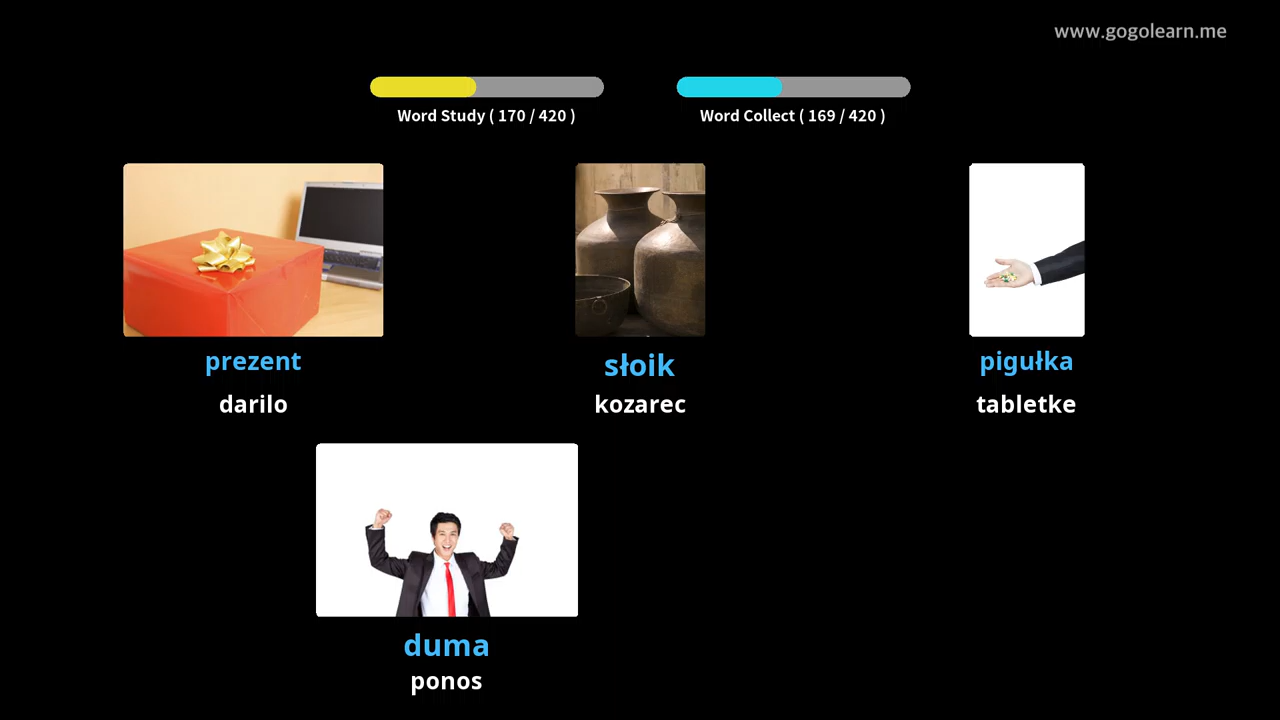 www.gogolearn.me
Word Study ( 170 / 420 )
Word Collect ( 169 / 420 )
prezent
darilo
słoik
kozarec
pigułka
tabletke
duma
ponos